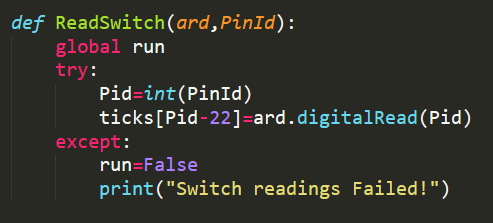 def ReadSwitch(ard,PinId):
    global run
    try:
        Pid=int(PinId)
        ticks[Pid-22]=ard.digitalRead(Pid)
    except:
        run=False
        print("Switch readings Failed!")